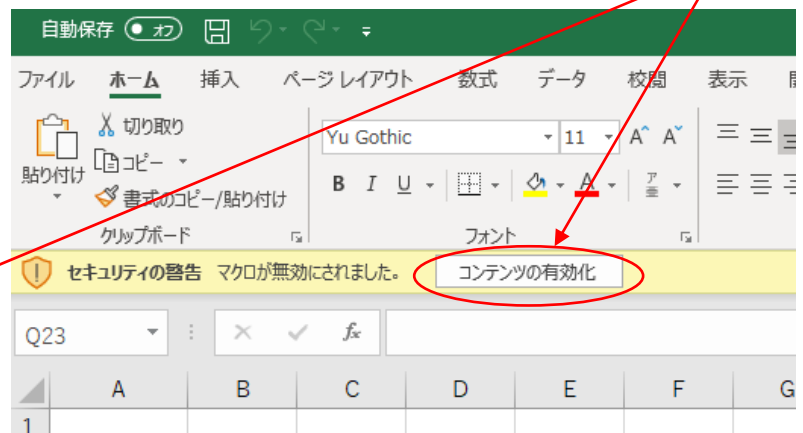 自動保存 オフ
ファイル ホーム 挿入 ページ レイアウト 数式 データ 校閲 表示
切り取り
コピー
貼り付け
書式のコピー/貼り付け
クリップボード
Yu Gothic 11 A^ Aˇ
B I U A ア亜
フォント
セキュリティの警告 マクロが無効にされました。 コンテンツの有効化
Q23 fx
A B C D E F G
1